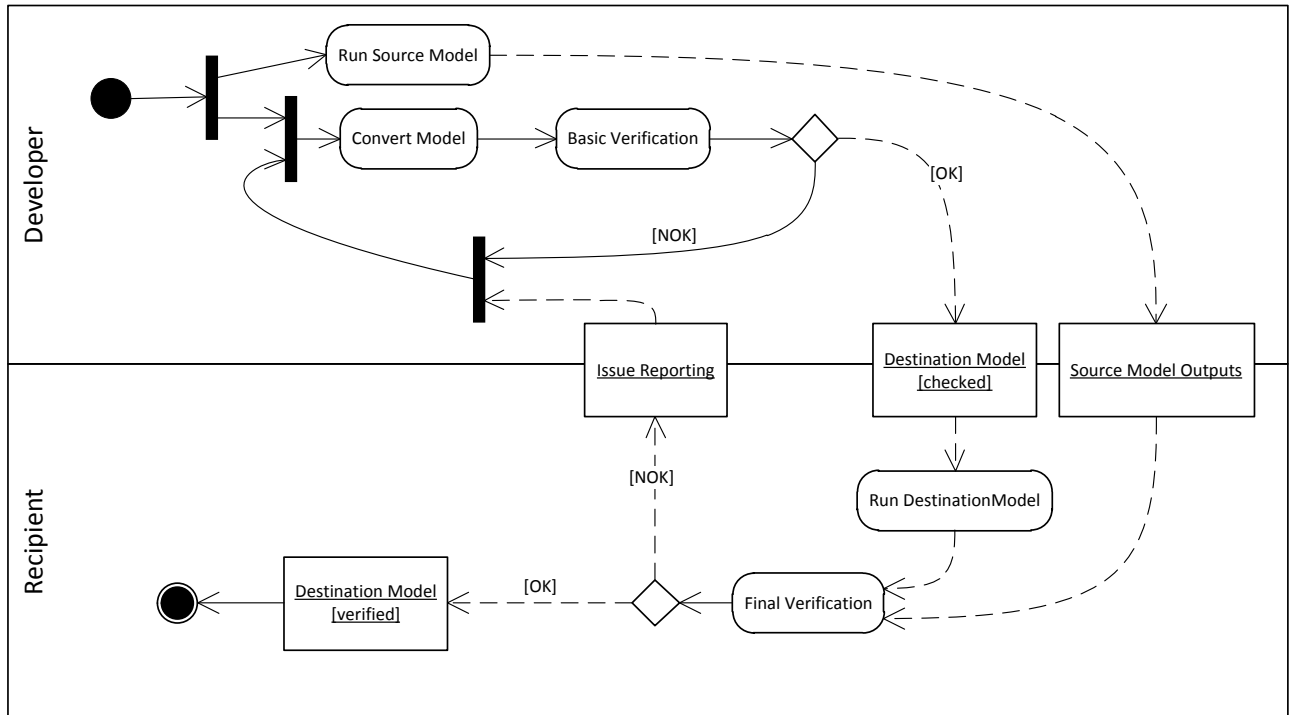 Developer
Run Source Model
Convert Model
Basic Verification
[OK]
[NOK]
Issue Reporting
Destination Model
[checked]
Source Model Outputs
Recipient
[NOK]
Run DestinationModel
Destination Model
[verified]
[OK]
Final Verification